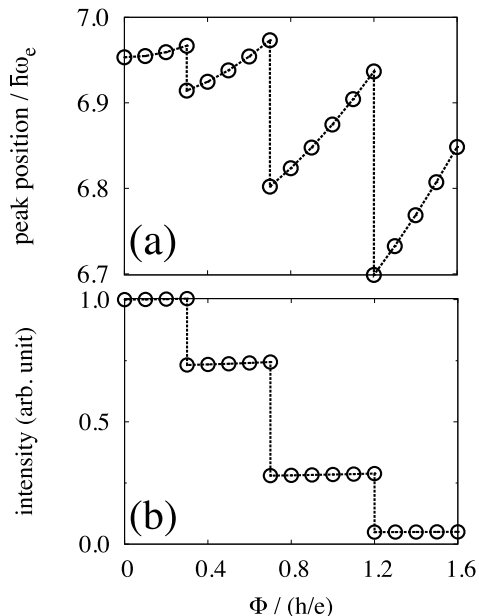 7.0
6.9
6.8
6.7
peak position / ħωₑ
(a)
1.0
0.5
0.0
intensity (arb. unit)
(b)
0 0.4 0.8 1.2 1.6
Φ / (h/e)